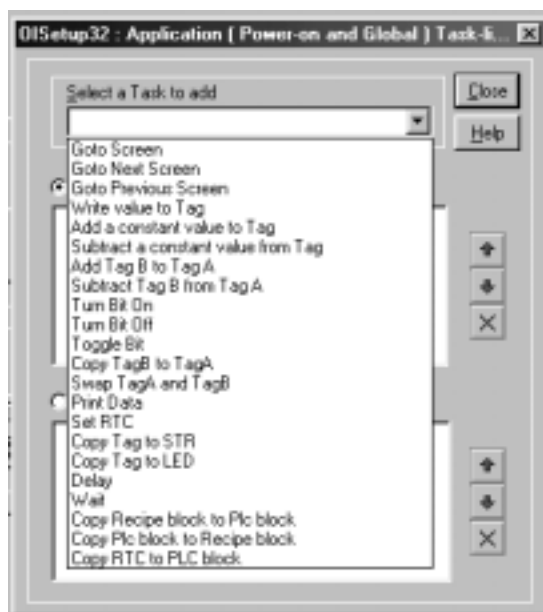 OISetup32 : Application ( Power-on and Global ) Task-li...
Select a Task to add
Close
Help
Goto Screen
Goto Next Screen
Goto Previous Screen
Write value to Tag
Add a constant value to Tag
Subtract a constant value from Tag
Add Tag B to Tag A
Subtract Tag B from Tag A
Turn Bit On
Turn Bit Off
Toggle Bit
Copy TagB to TagA
Swap TagA and TagB
Print Data
Set RTC
Copy Tag to STR
Copy Tag to LED
Delay
Wait
Copy Recipe block to Plc block
Copy Plc block to Recipe block
Copy RTC to PLC block